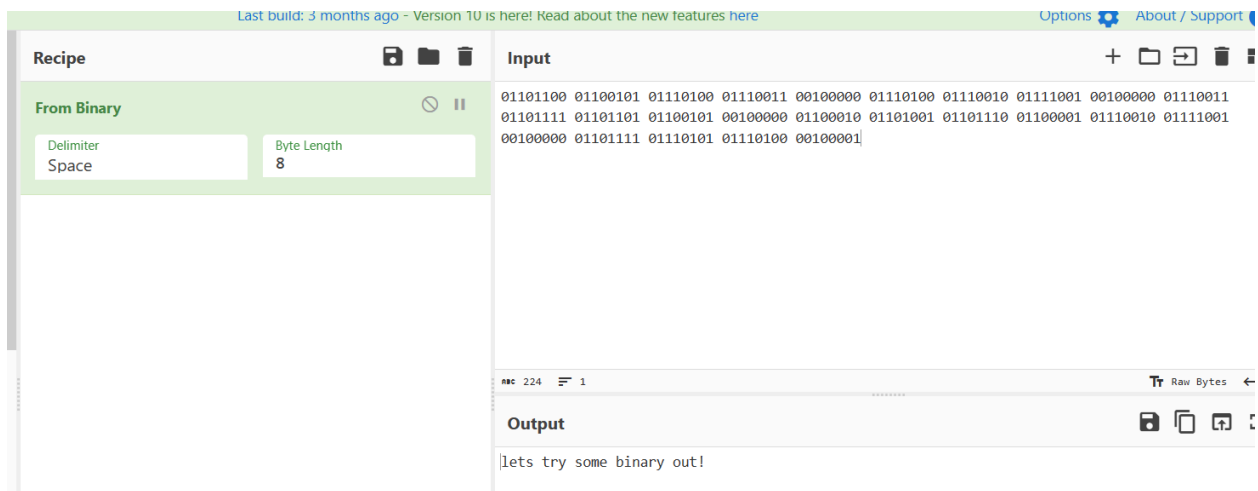 Last build: 3 months ago - Version 10 is here! Read about the new features here
Options About / Support
Recipe
Input
From Binary
Delimiter
Space
Byte Length
8
01101100 01100101 01110100 01110011 00100000 01110100 01110010 01111001 00100000 01110011
01101111 01101101 01100101 00100000 01100010 01101001 01101110 01100001 01110010 01111001
00100000 01101111 01110101 01110100 00100001
ABC 224 1
Tт Raw Bytes
Output
lets try some binary out!